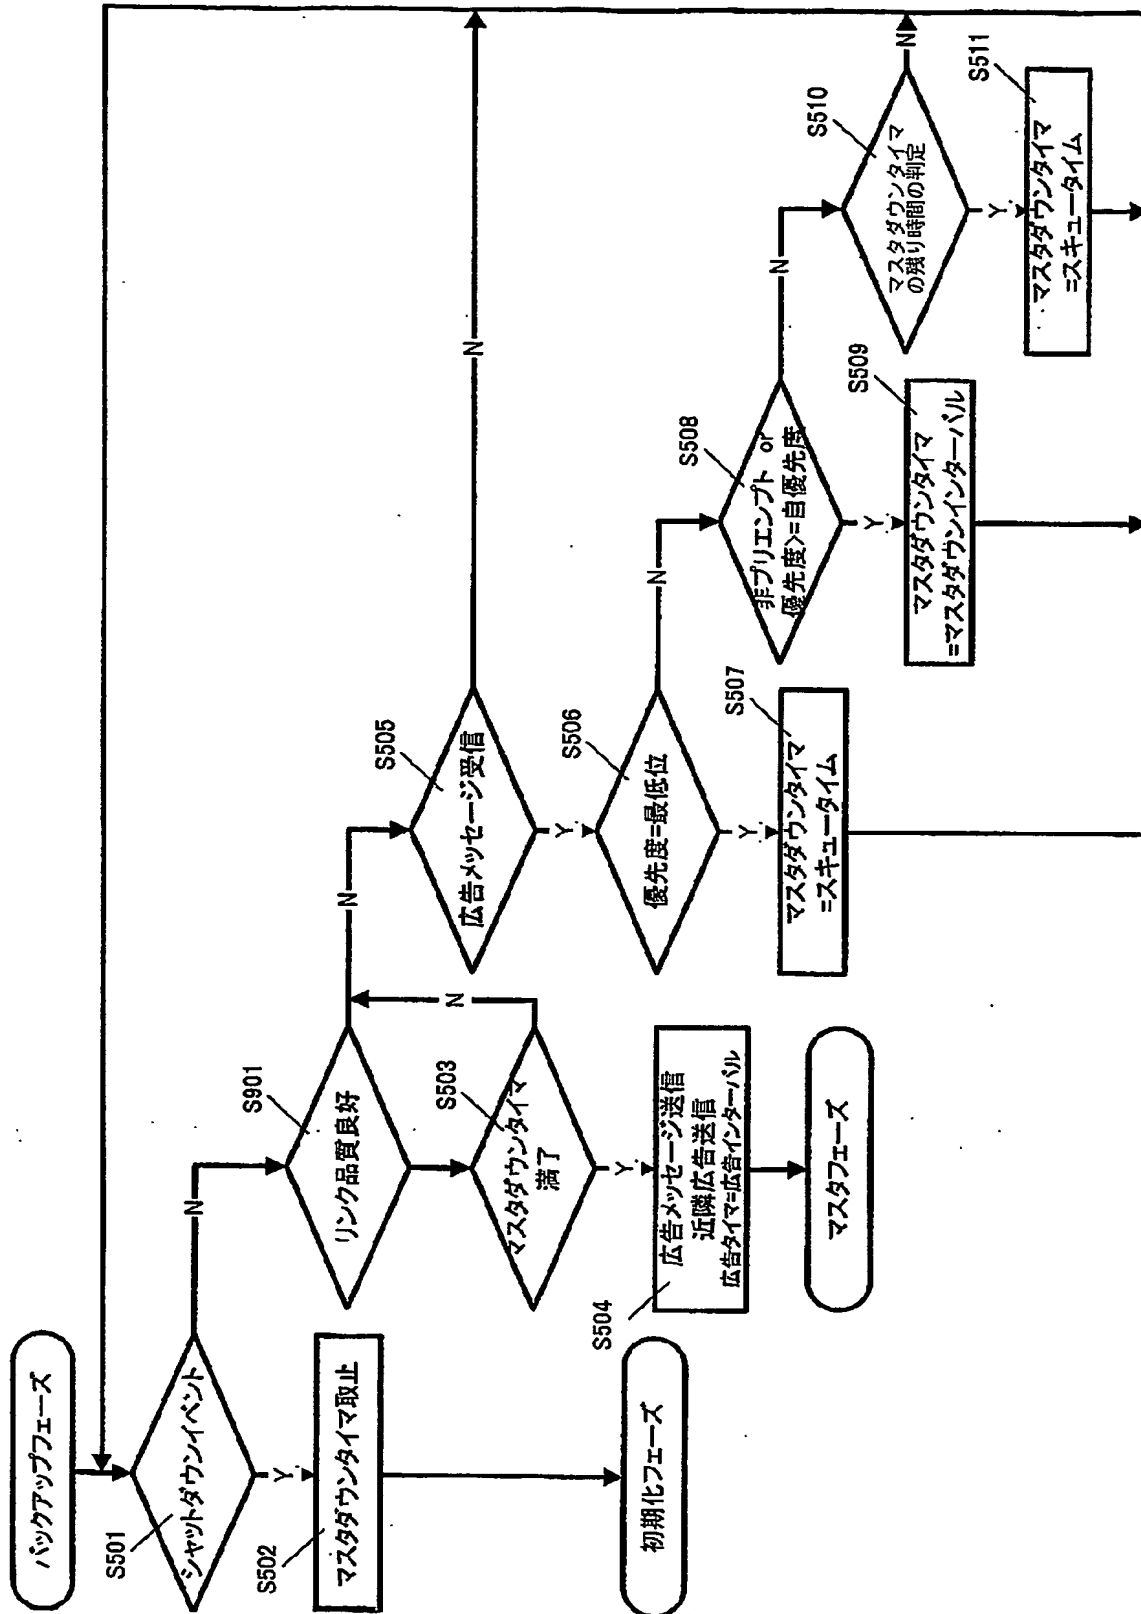 バックアップフェーズ
S501
シャットダウンイベント
N
Y
S502
マスタダウンタイマ取止
初期化フェーズ
S901
リンク品質良好
N
S503
マスタダウンタイマ
満了
N
Y
S504
広告メッセージ送信
近隣広告送信
広告タイマ=広告インターバル
マスタフェーズ
S505
広告メッセージ受信
N
Y
S506
優先度=最低位
N
Y
S507
マスタダウンタイマ
=スキュータイム
S508
非プリエンプト or
優先度>=自優先度
N
Y
S509
マスタダウンタイマ
=マスタダウンインターバル
S510
マスタダウンタイマ
の残り時間の判定
N
Y
S511
マスタダウンタイマ
=スキュータイム